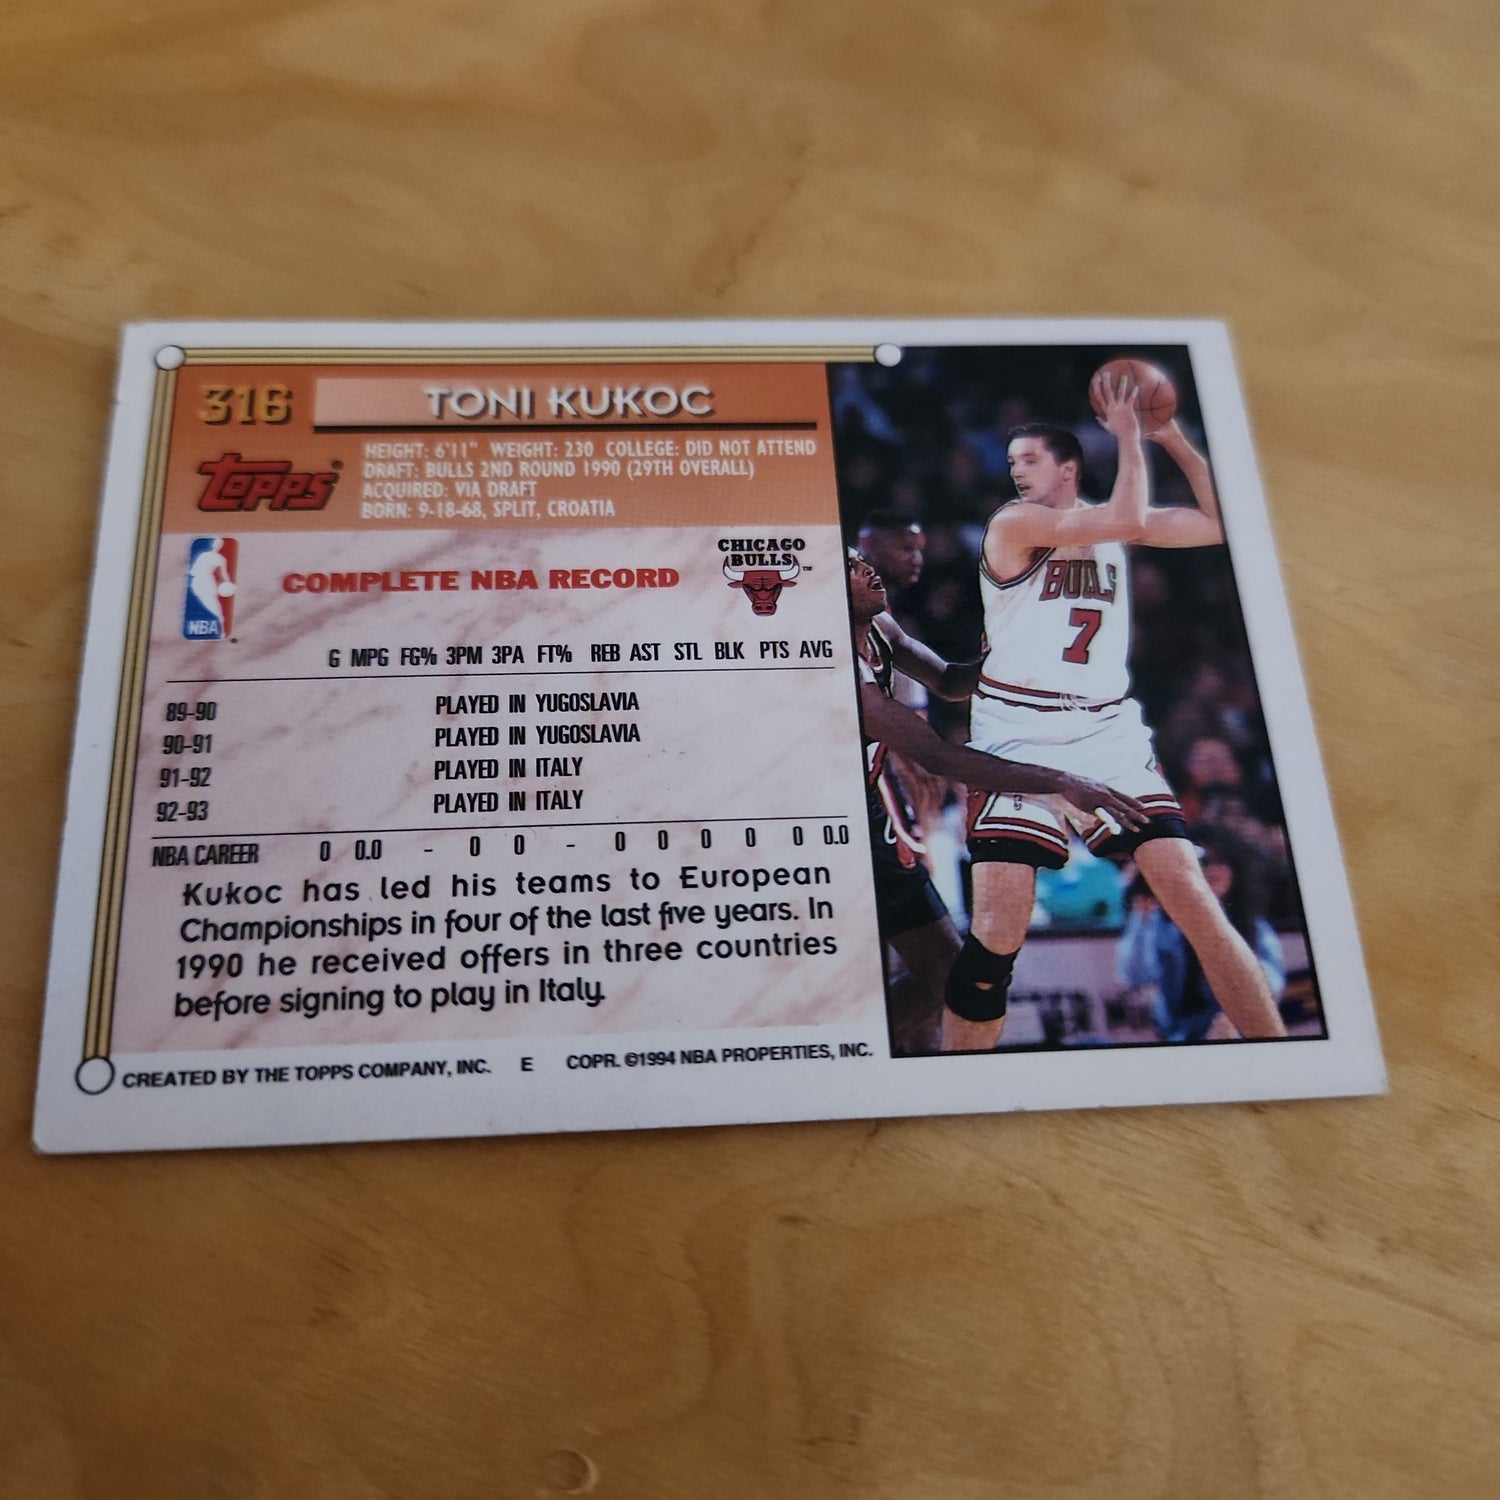 316 TONI KUKOC
Topps®
HEIGHT: 6'11" WEIGHT: 230 COLLEGE: DID NOT ATTEND
DRAFT: BULLS 2ND ROUND 1990 (29TH OVERALL)
ACQUIRED: VIA DRAFT
BORN: 9-18-68, SPLIT, CROATIA
NBA
COMPLETE NBA RECORD
CHICAGO
BULLS™
G MPG FG% 3PM 3PA FT% REB AST STL BLK PTS AVG
89-90 PLAYED IN YUGOSLAVIA
90-91 PLAYED IN YUGOSLAVIA
91-92 PLAYED IN ITALY
92-93 PLAYED IN ITALY
NBA CAREER 0 0.0 - 0 0 - 0 0 0 0 0 0.0
Kukoc has led his teams to European
Championships in four of the last five years. In
1990 he received offers in three countries
before signing to play in Italy.
CREATED BY THE TOPPS COMPANY, INC. E COPR. ©1994 NBA PROPERTIES, INC.
BULLS
7